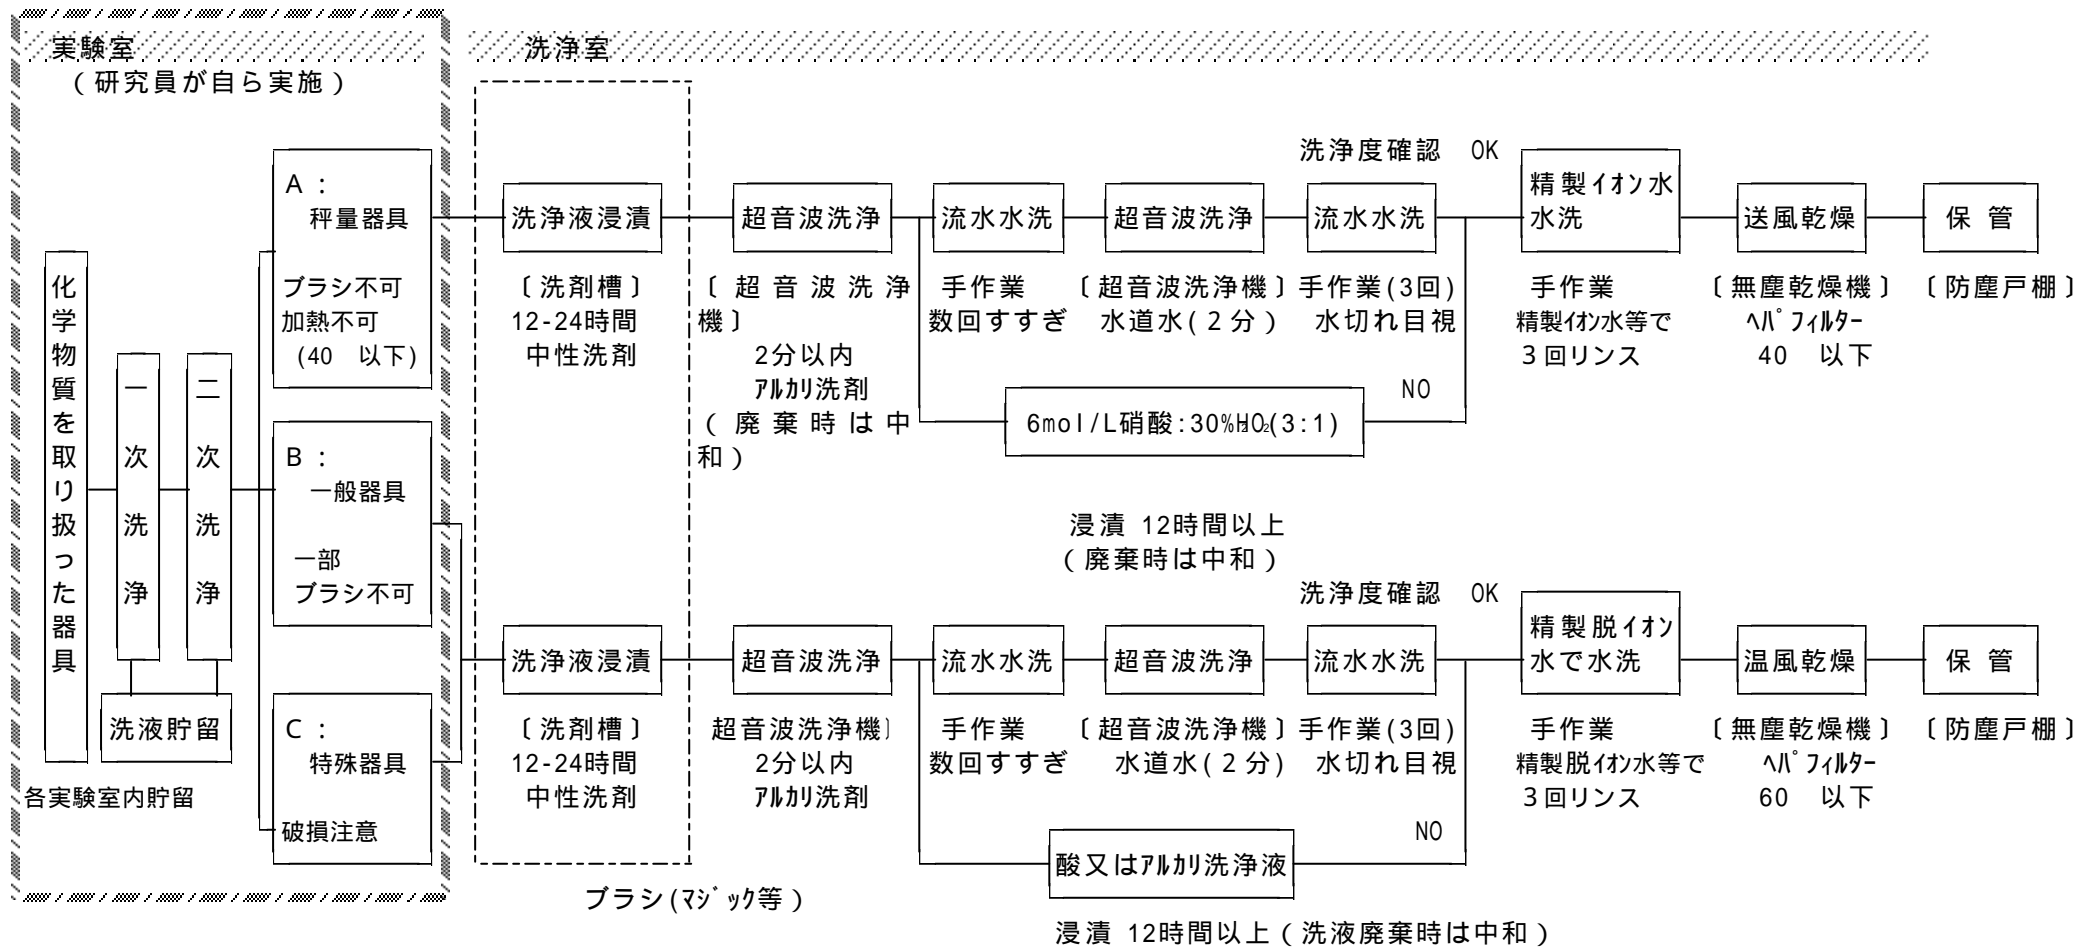 実験室
(研究員が自ら実施)
洗浄室
化学物質を取り扱った器具
一次洗浄
二次洗浄
洗液貯留
各実験室内貯留
A:
秤量器具
ブラシ不可
加熱不可
(40 以下)
B:
一般器具
一部
ブラシ不可
C:
特殊器具
破損注意
洗浄液浸漬
〔洗剤槽〕
12-24時間
中性洗剤
超音波洗浄
〔超音波洗浄
機〕
2分以内
アルカリ洗剤
(廃棄時は中
和)
流水水洗
手作業
数回すすぎ
超音波洗浄
〔超音波洗浄機〕
水道水(2分)
洗浄度確認 OK
流水水洗
手作業(3回)
水切れ目視
NO
6mol/L硝酸:30%H₂O₂(3:1)
浸漬 12時間以上
(廃棄時は中和)
精製イオン水
水洗
手作業
精製イオン水等で
3回リンス
送風乾燥
〔無塵乾燥機〕
ヘパフィルター
40 以下
保管
〔防塵戸棚〕
洗浄液浸漬
〔洗剤槽〕
12-24時間
中性洗剤
ブラシ(マジック等)
超音波洗浄
超音波洗浄機〕
2分以内
アルカリ洗剤
流水水洗
手作業
数回すすぎ
超音波洗浄
〔超音波洗浄機〕
水道水(2分)
洗浄度確認 OK
流水水洗
手作業(3回)
水切れ目視
NO
酸又はアルカリ洗浄液
浸漬 12時間以上(洗液廃棄時は中和)
精製脱イオン
水で水洗
手作業
精製脱イオン水等で
3回リンス
温風乾燥
〔無塵乾燥機〕
ヘパフィルター
60 以下
保管
〔防塵戸棚〕